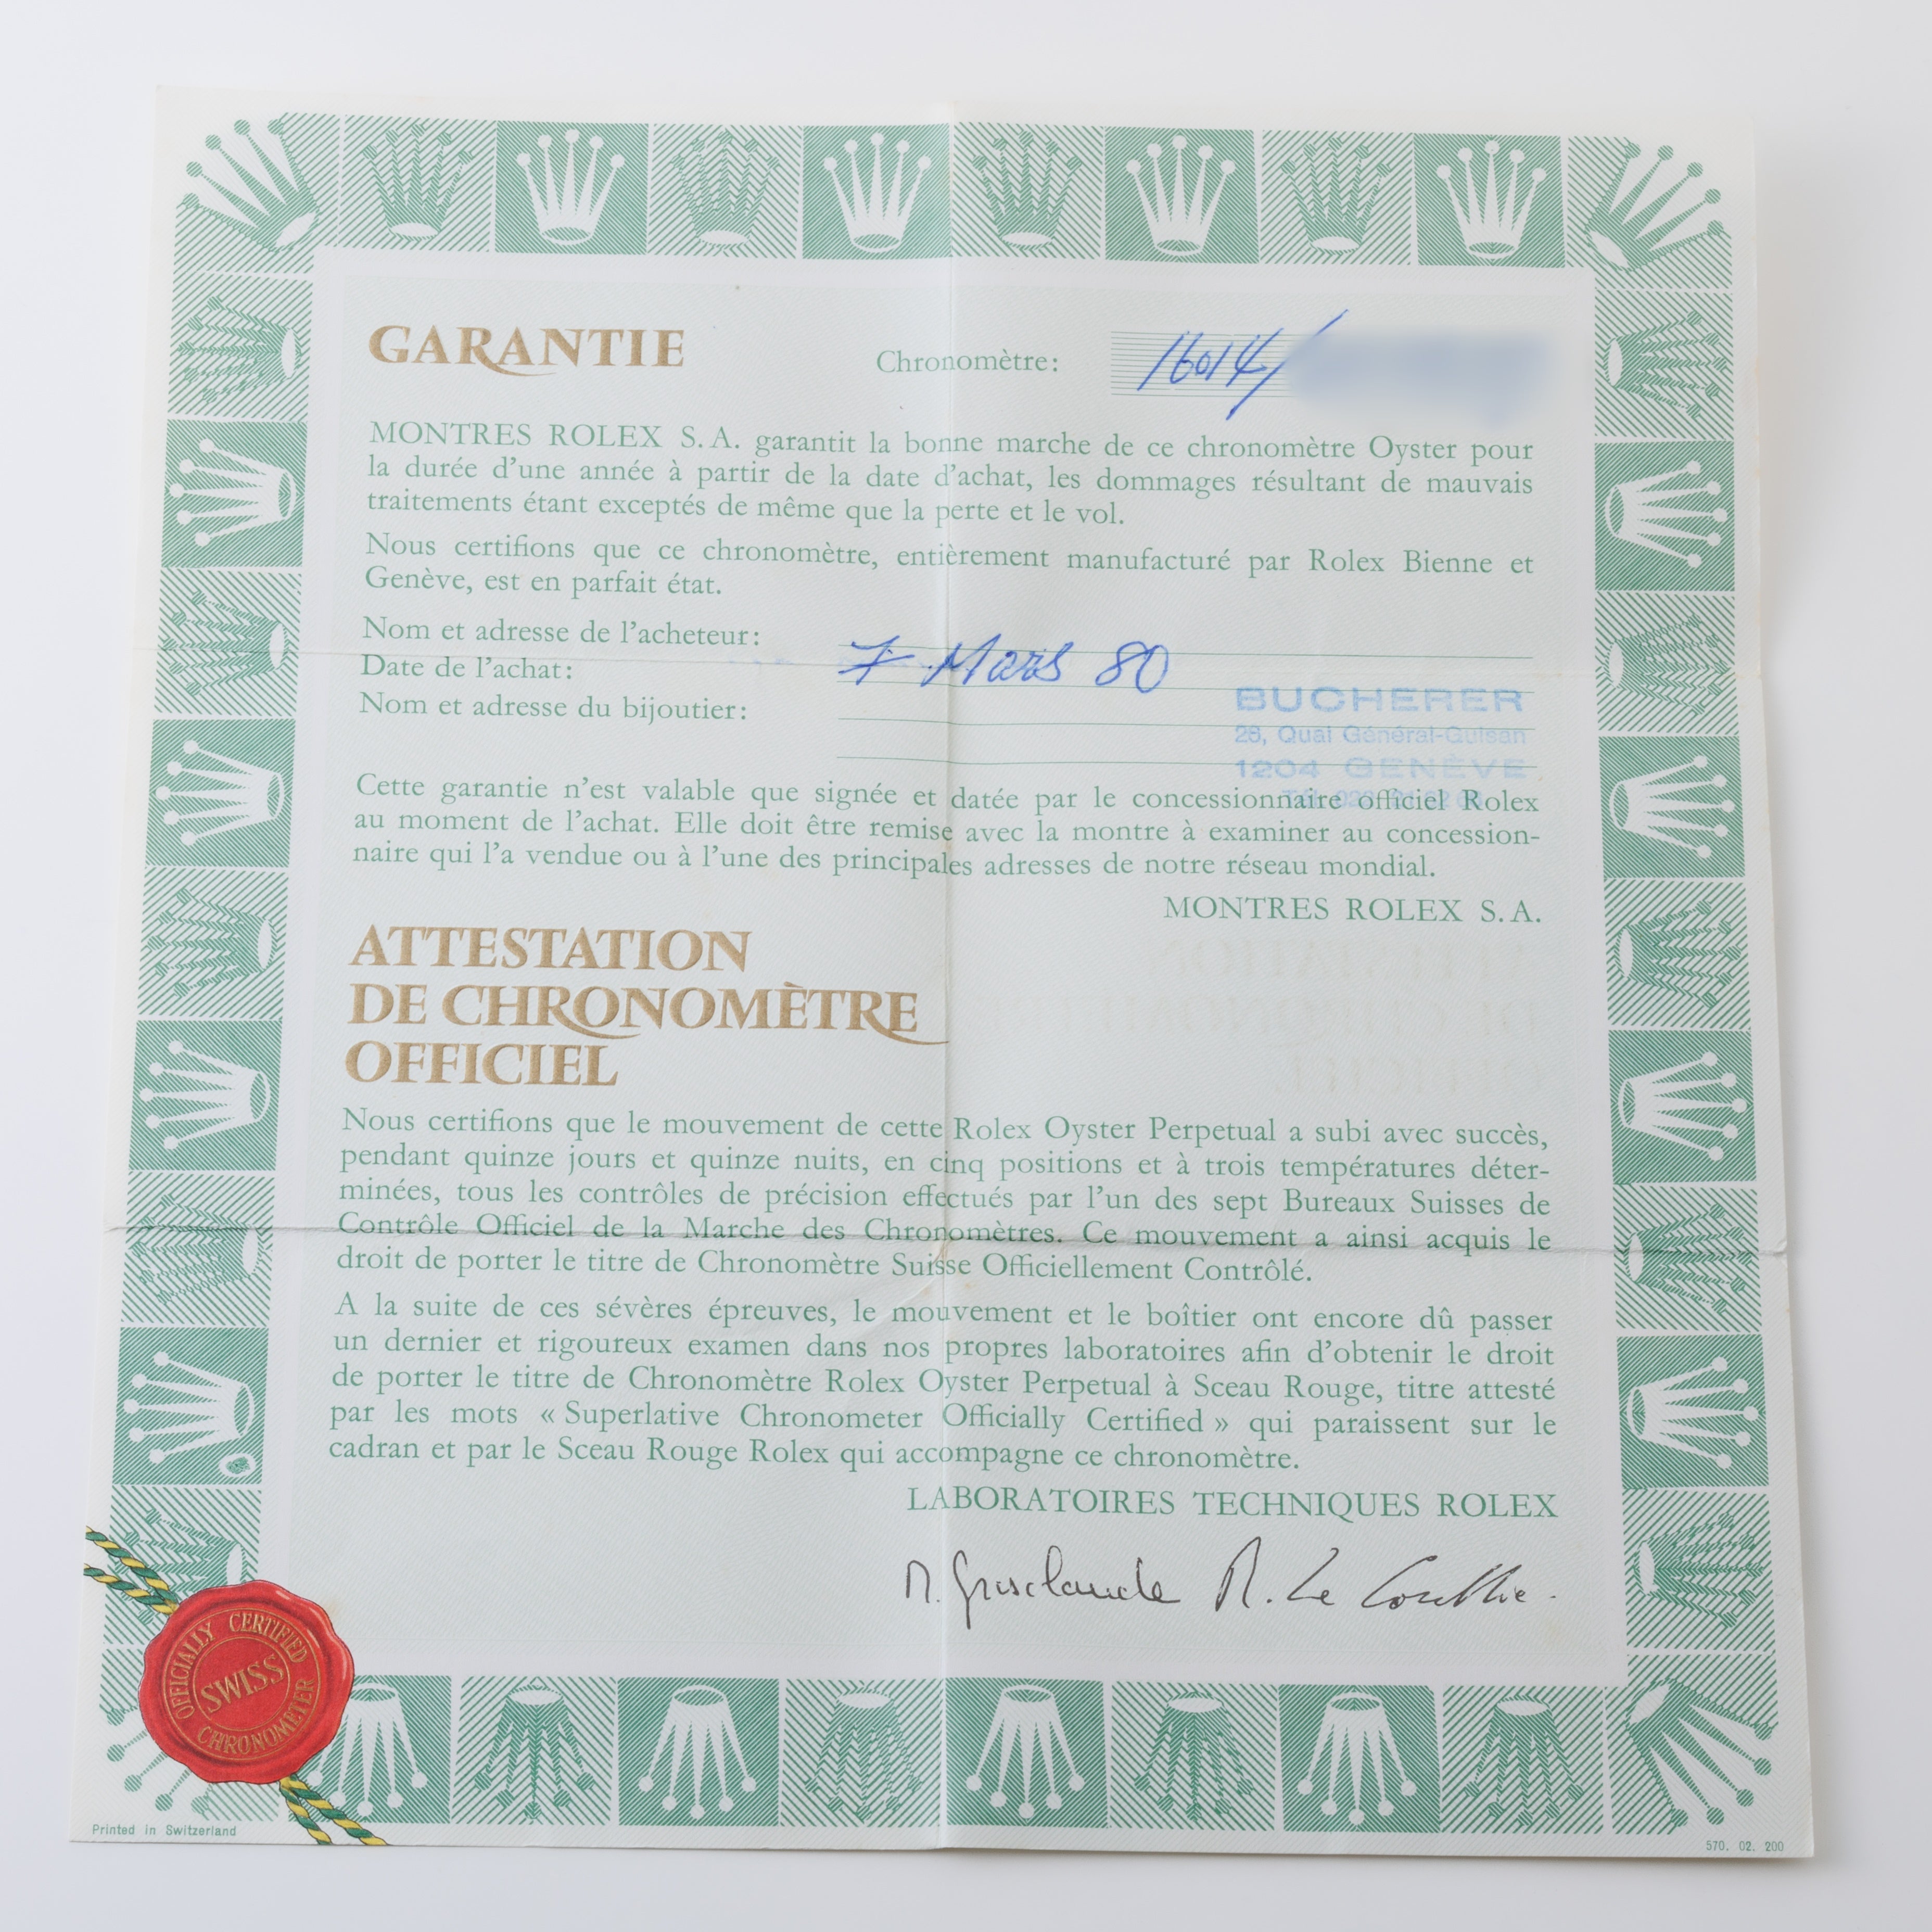 GARANTIE
Chronomètre: 16014/
MONTRES ROLEX S.A. garantit la bonne marche de ce chronomètre Oyster pour
la durée d'une année à partir de la date d'achat, les dommages résultant de mauvais
traitements étant exceptés de même que la perte et le vol.
Nous certifions que ce chronomètre, entièrement manufacturé par Rolex Bienne et
Genève, est en parfait état.
Nom et adresse de l'acheteur:
Date de l'achat: 7 Mars 80
Nom et adresse du bijoutier:
BUCHERER
28, Quai Général-Guisan
1204 GENÈVE
Cette garantie n'est valable que signée et datée par le concessionnaire officiel Rolex
au moment de l'achat. Elle doit être remise avec la montre à examiner au concession-
naire qui l'a vendue ou à l'une des principales adresses de notre réseau mondial.
MONTRES ROLEX S.A.
ATTESTATION
DE CHRONOMÈTRE
OFFICIEL
Nous certifions que le mouvement de cette Rolex Oyster Perpetual a subi avec succès,
pendant quinze jours et quinze nuits, en cinq positions et à trois températures déter-
minées, tous les contrôles de précision effectués par l'un des sept Bureaux Suisses de
Contrôle Officiel de la Marche des Chronomètres. Ce mouvement a ainsi acquis le
droit de porter le titre de Chronomètre Suisse Officiellement Contrôlé.
A la suite de ces sévères épreuves, le mouvement et le boîtier ont encore dû passer
un dernier et rigoureux examen dans nos propres laboratoires afin d'obtenir le droit
de porter le titre de Chronomètre Rolex Oyster Perpetual à Sceau Rouge, titre attesté
par les mots « Superlative Chronometer Officially Certified » qui paraissent sur le
cadran et par le Sceau Rouge Rolex qui accompagne ce chronomètre.
LABORATOIRES TECHNIQUES ROLEX
OFFICIALLY CERTIFIED
SWISS
CHRONOMETER
Printed in Switzerland
570. 02. 200